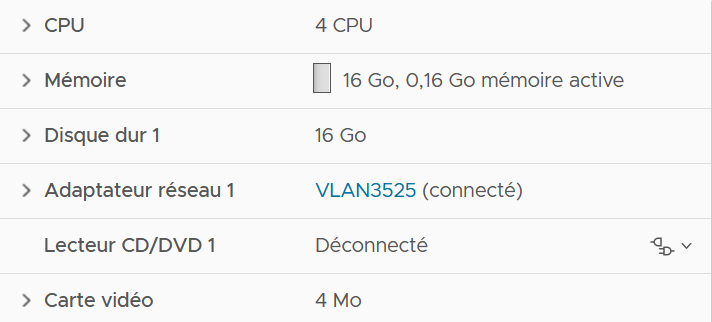 CPU 4 CPU
Mémoire 16 Go, 0,16 Go mémoire active
Disque dur 1 16 Go
Adaptateur réseau 1 VLAN3525 (connecté)
Lecteur CD/DVD 1 Déconnecté
Carte vidéo 4 Mo